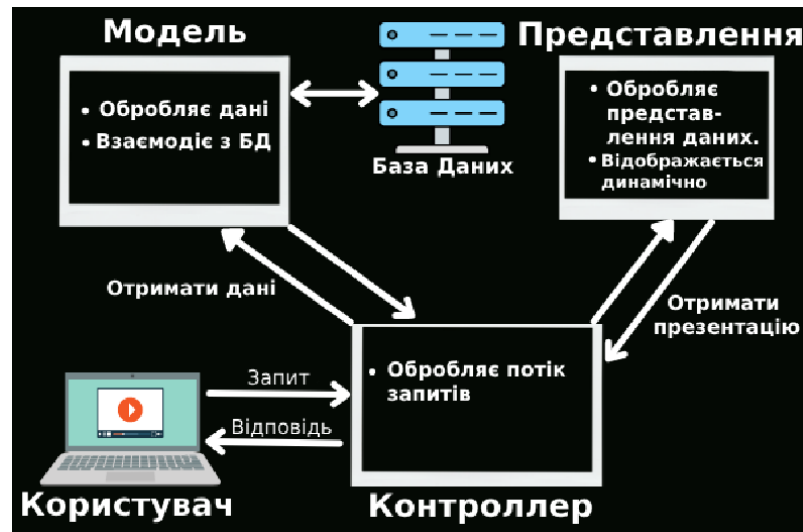 Модель
• Обробляє дані
• Взаємодіє з БД
База Даних
Представлення
• Обробляє
представ-
лення даних.
• Відображається
динамічно
Отримати дані
Отримати
презентацію
Запит
Відповідь
• Обробляє потік
запитів
Користувач
Контроллер